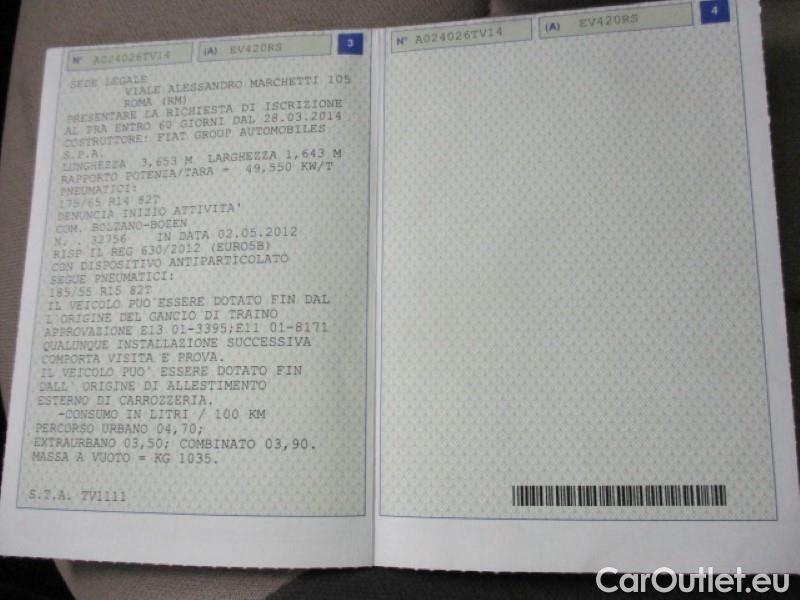 N° A024026TV14 (A) EV420RS 3
SEDE LEGALE
VIALE ALESSANDRO MARCHETTI 105
ROMA (RM)
PRESENTARE LA RICHIESTA DI ISCRIZIONE
AL PRA ENTRO 60 GIORNI DAL 28.03.2014
COSTRUTTORE: FIAT GROUP AUTOMOBILES
S.P.A.
LUNGHEZZA 3,653 M LARGHEZZA 1,643 M
RAPPORTO POTENZA/TARA = 49,550 KW/T
PNEUMATICI:
175/65 R14 82T
DENUNCIA INIZIO ATTIVITA'
COM. BOLZANO-BOZEN
N. . 32756 IN DATA 02.05.2012
RISP IL REG 630/2012 (EURO5B)
CON DISPOSITIVO ANTIPARTICOLATO
SEGUE PNEUMATICI:
185/55 R15 82T
IL VEICOLO PUO'ESSERE DOTATO FIN DAL
L'ORIGINE DEL GANCIO DI TRAINO
APPROVAZIONE E13 01-3395;E11 01-8171
QUALUNQUE INSTALLAZIONE SUCCESSIVA
COMPORTA VISITA E PROVA.
IL VEICOLO PUO' ESSERE DOTATO FIN
DALL' ORIGINE DI ALLESTIMENTO
ESTERNO DI CARROZZERIA.
-CONSUMO IN LITRI / 100 KM
PERCORSO URBANO 04,70;
EXTRAURBANO 03,50; COMBINATO 03,90.
MASSA A VUOTO = KG 1035.
S.T.A. TV1111
N° A024026TV14 (A) EV420RS 4
CarOutlet.eu